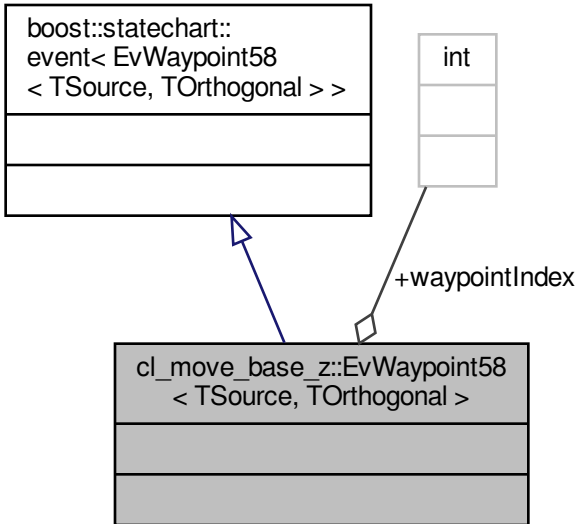 boost::statechart::
event< EvWaypoint58
< TSource, TOrthogonal > >
int
+waypointIndex
cl_move_base_z::EvWaypoint58
< TSource, TOrthogonal >